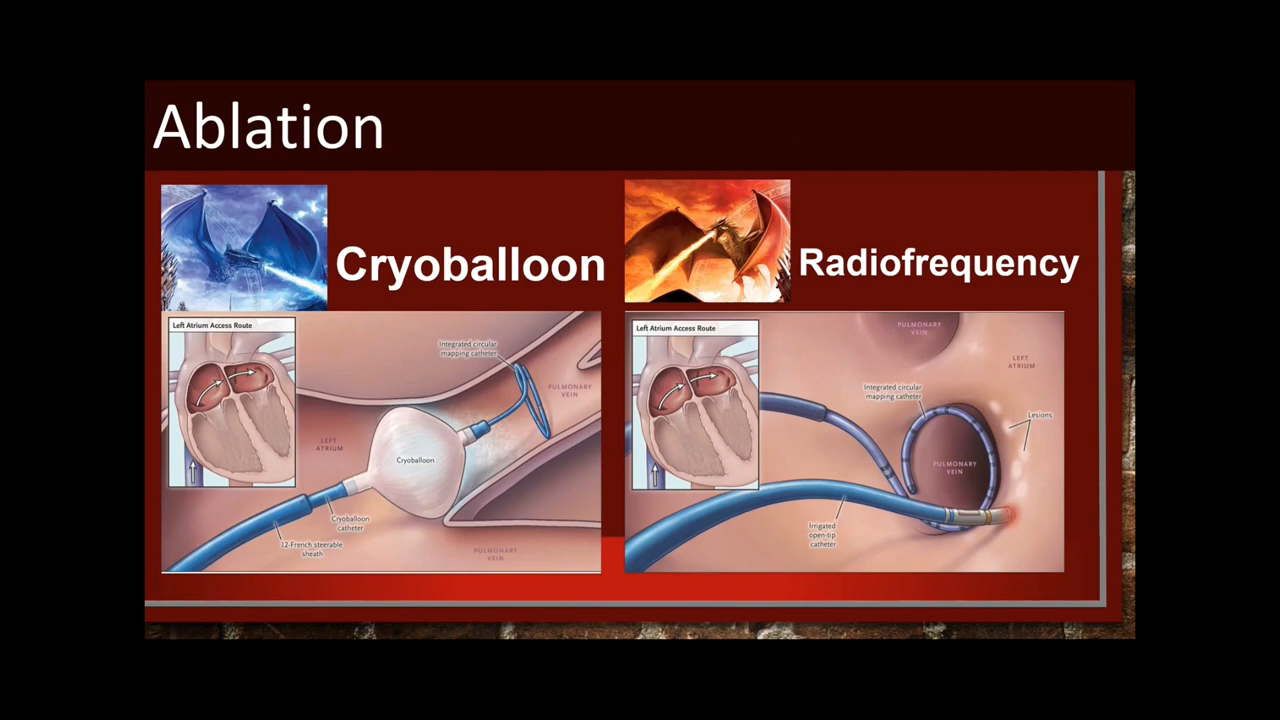 Ablation
Cryoballoon
Radiofrequency
Left Atrium Access Route
Integrated circular
mapping catheter
PULMONARY
VEIN
LEFT
ATRIUM
Cryoballoon
Cryoballoon
catheter
12-French steerable
sheath
PULMONARY
VEIN
Left Atrium Access Route
PULMONARY
VEIN
LEFT
ATRIUM
Integrated circular
mapping catheter
Lesions
PULMONARY
VEIN
Irrigated
open-tip
catheter